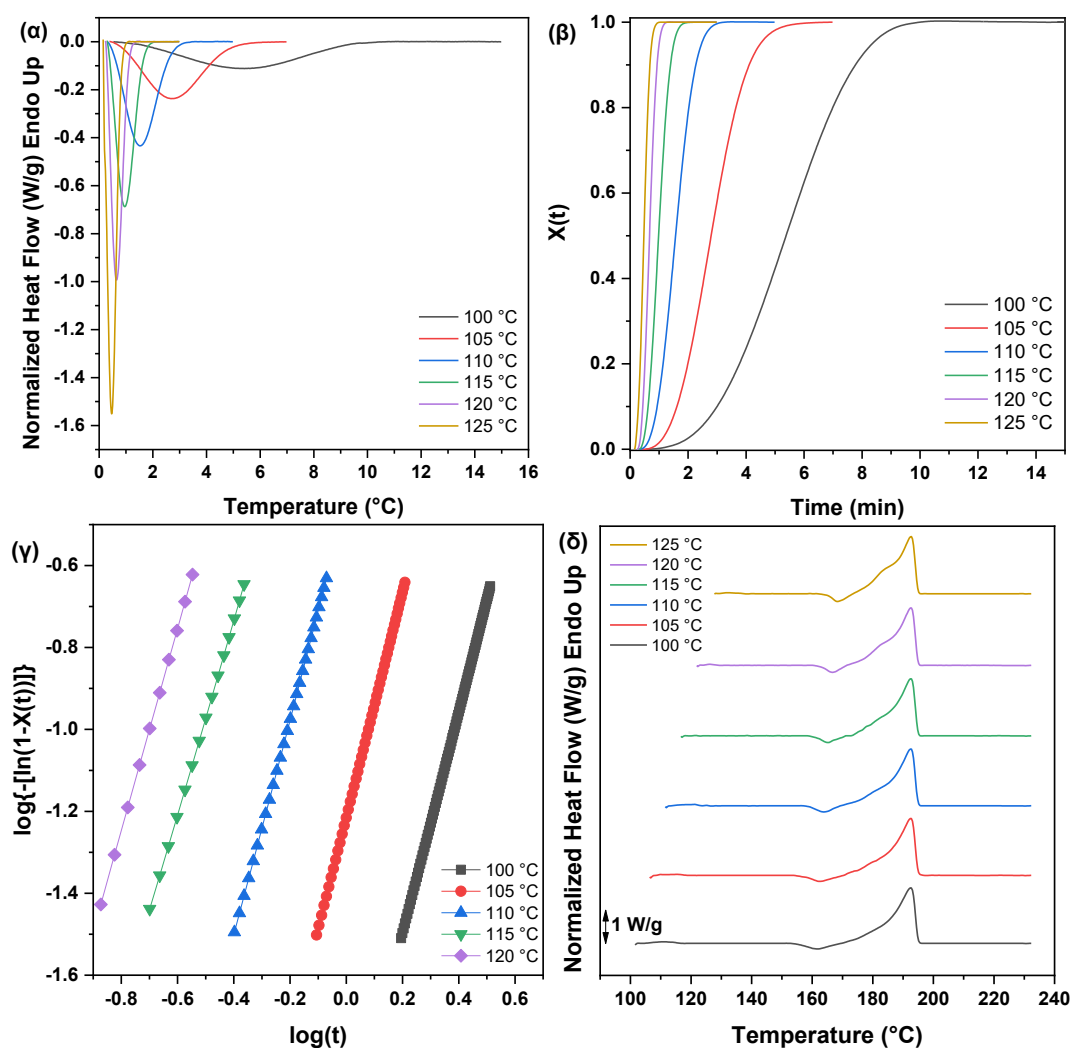 (α)
Normalized Heat Flow (W/g) Endo Up
0.0
-0.2
-0.4
-0.6
-0.8
-1.0
-1.2
-1.4
-1.6
100 °C
105 °C
110 °C
115 °C
120 °C
125 °C
0 2 4 6 8 10 12 14 16
Temperature (°C)
(β)
X(t)
1.0
0.8
0.6
0.4
0.2
0.0
100 °C
105 °C
110 °C
115 °C
120 °C
125 °C
0 2 4 6 8 10 12 14
Time (min)
(γ)
log{-[ln(1-X(t))]}
-0.6
-0.8
-1.0
-1.2
-1.4
-1.6
100 °C
105 °C
110 °C
115 °C
120 °C
-0.8 -0.6 -0.4 -0.2 0.0 0.2 0.4 0.6
log(t)
(δ)
Normalized Heat Flow (W/g) Endo Up
125 °C
120 °C
115 °C
110 °C
105 °C
100 °C
1 W/g
100 120 140 160 180 200 220 240
Temperature (°C)